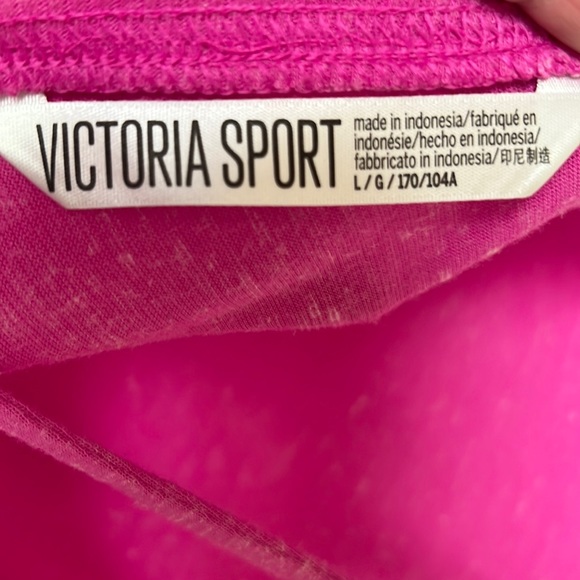 VICTORIA SPORT
made in indonesia/fabriqué en
indonésie/hecho en indonesia/
fabbricato in indonesia/印尼制造
L/G/170/104A